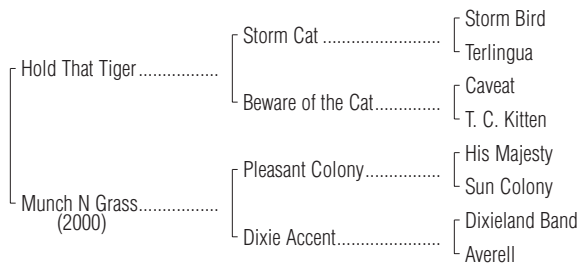 Storm Bird
Storm Cat ........................
Terlingua
Hold That Tiger ................
Caveat
Beware of the Cat ................
T. C. Kitten
His Majesty
Pleasant Colony ................
Sun Colony
Munch N Grass ................
(2000)
Dixieland Band
Dixie Accent ........................
Averell